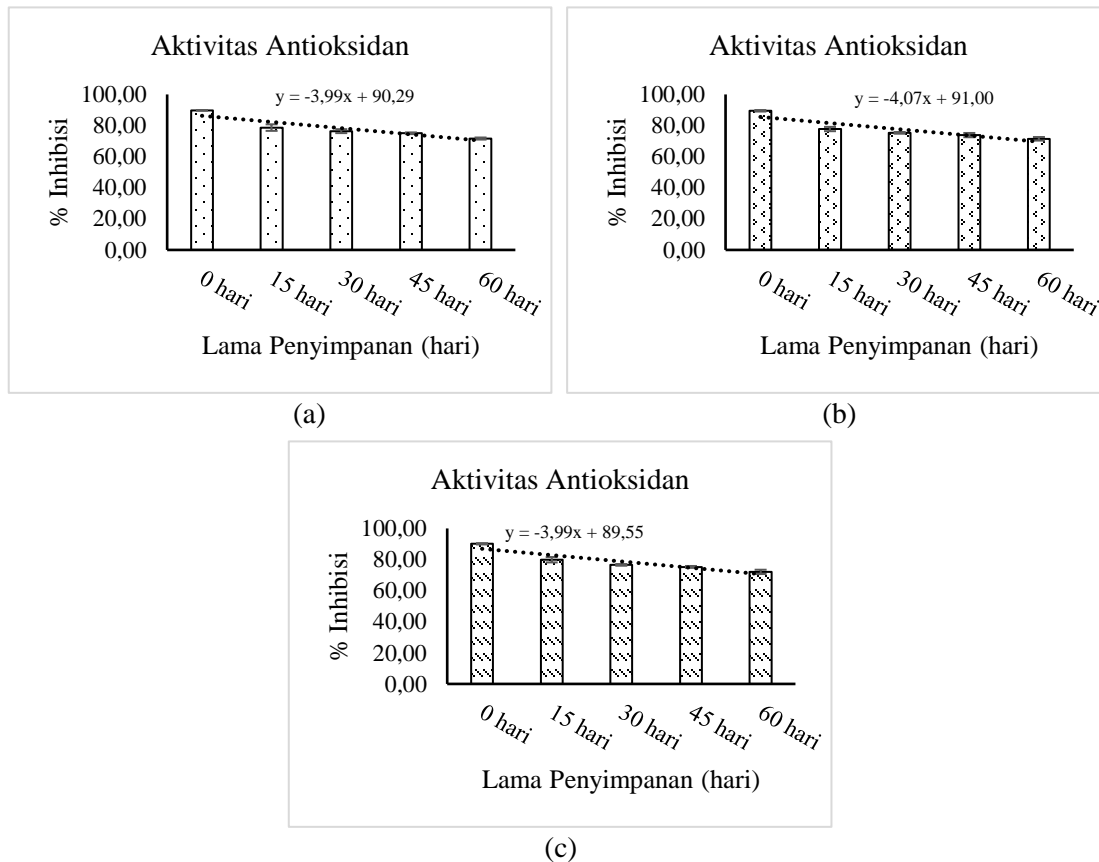 Aktivitas Antioksidan
y = -3,99x + 90,29
100,00
80,00
60,00
40,00
20,00
0,00
% Inhibisi
0 hari
15 hari
30 hari
45 hari
60 hari
Lama Penyimpanan (hari)
(a)
Aktivitas Antioksidan
y = -4,07x + 91,00
100,00
80,00
60,00
40,00
20,00
0,00
% Inhibisi
0 hari
15 hari
30 hari
45 hari
60 hari
Lama Penyimpanan (hari)
(b)
Aktivitas Antioksidan
y = -3,99x + 89,55
100,00
80,00
60,00
40,00
20,00
0,00
% Inhibisi
0 hari
15 hari
30 hari
45 hari
60 hari
Lama Penyimpanan (hari)
(c)